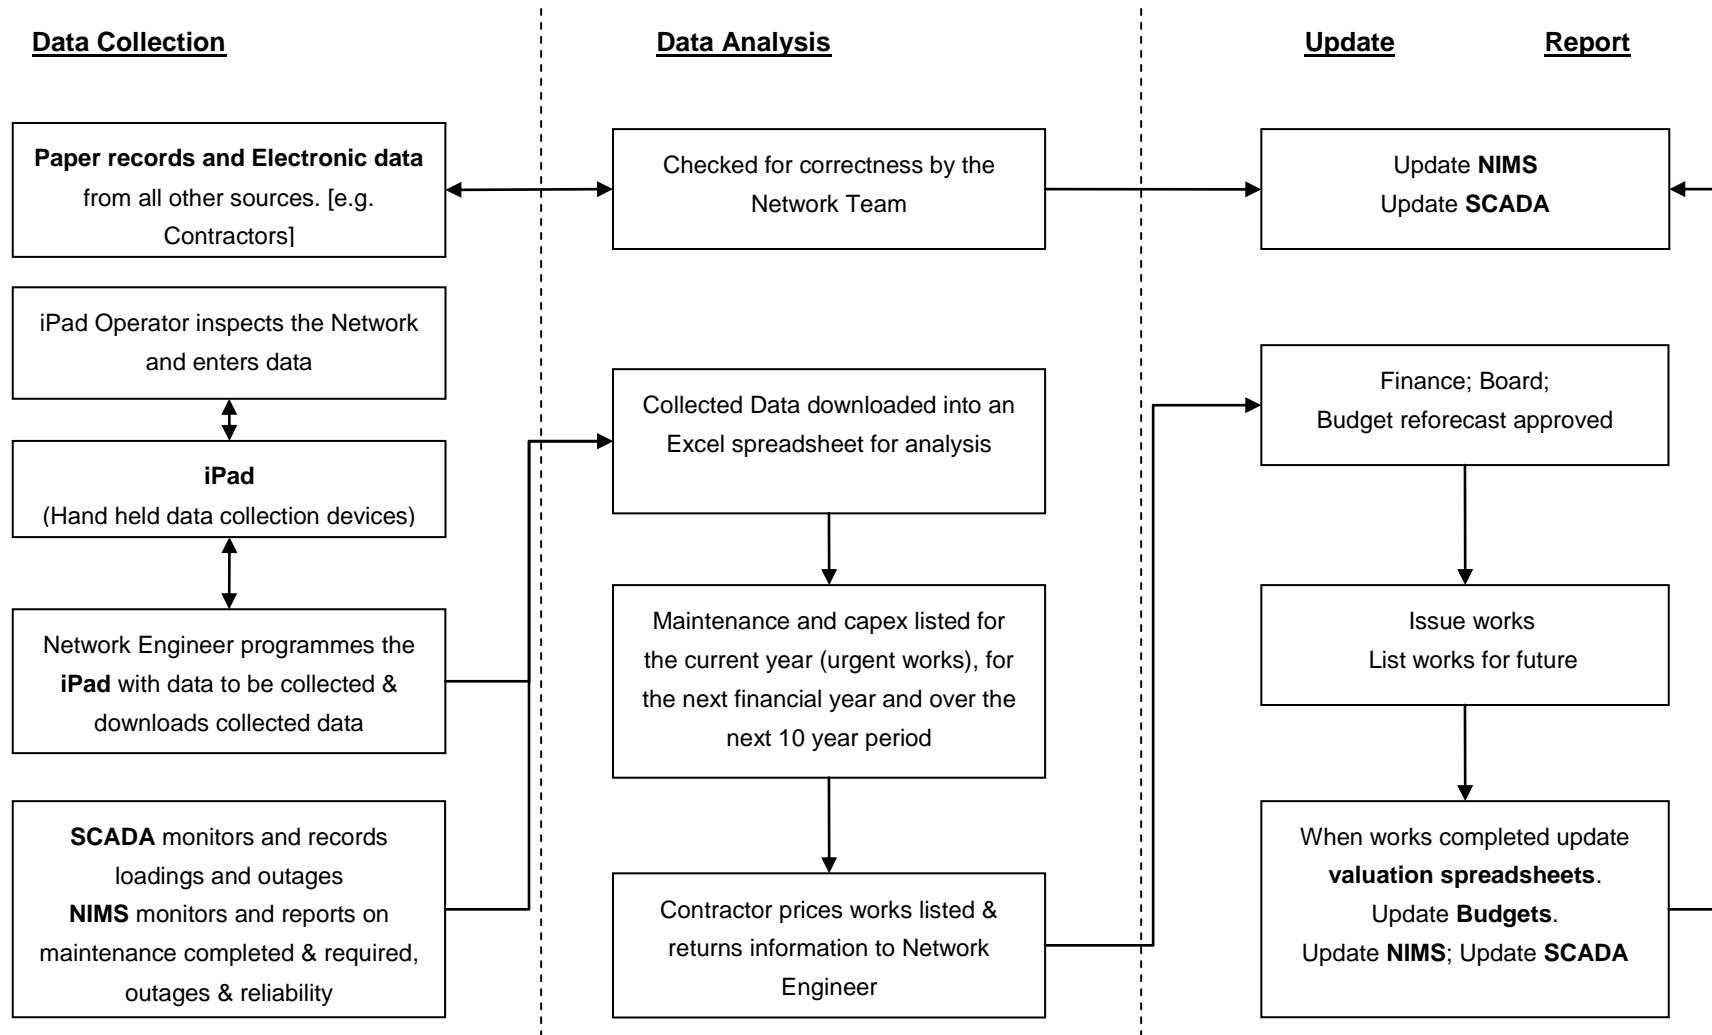 Data Collection
Data Analysis
Update
Report
Paper records and Electronic data
from all other sources. [e.g.
Contractors]
Checked for correctness by the
Network Team
Update NIMS
Update SCADA
iPad Operator inspects the Network
and enters data
iPad
(Hand held data collection devices)
Network Engineer programmes the
iPad with data to be collected &
downloads collected data
SCADA monitors and records
loadings and outages
NIMS monitors and reports on
maintenance completed & required,
outages & reliability
Collected Data downloaded into an
Excel spreadsheet for analysis
Maintenance and capex listed for
the current year (urgent works), for
the next financial year and over the
next 10 year period
Contractor prices works listed &
returns information to Network
Engineer
Finance; Board;
Budget reforecast approved
Issue works
List works for future
When works completed update
valuation spreadsheets.
Update Budgets.
Update NIMS; Update SCADA